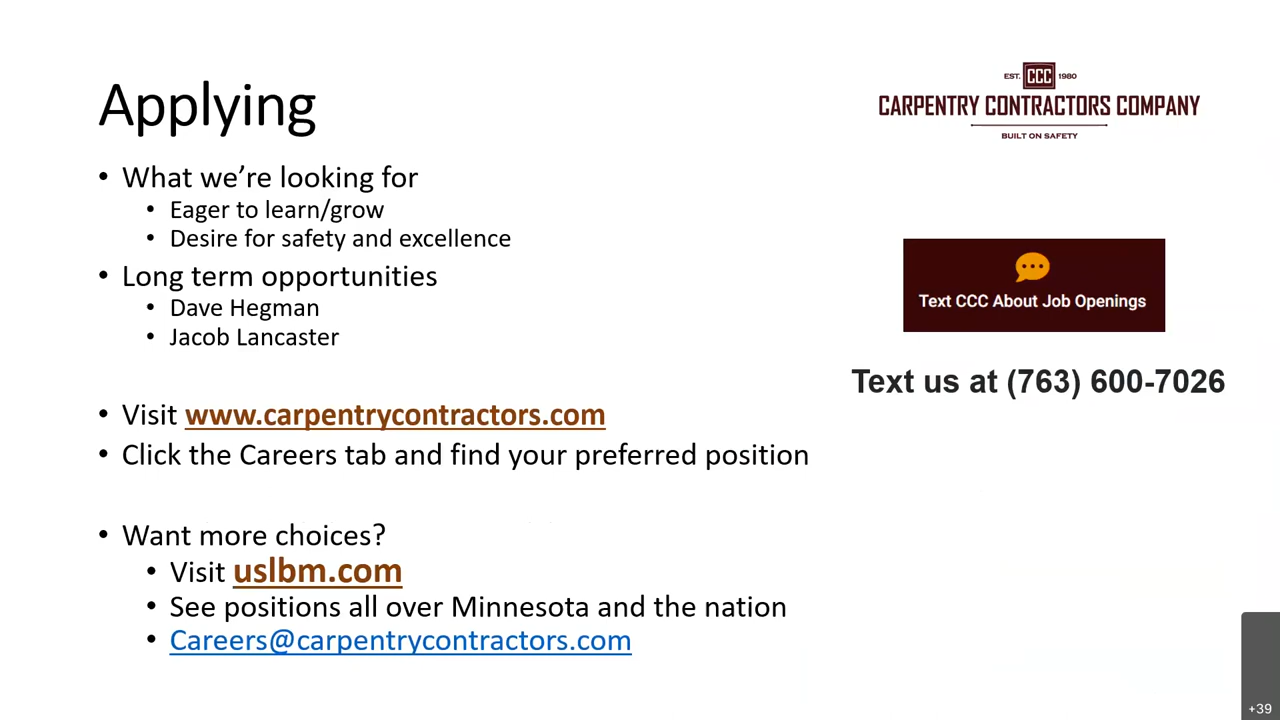 Applying
EST. CCC 1980
CARPENTRY CONTRACTORS COMPANY
BUILT ON SAFETY
• What we’re looking for
• Eager to learn/grow
• Desire for safety and excellence
• Long term opportunities
• Dave Hegman
• Jacob Lancaster
Text CCC About Job Openings
Text us at (763) 600-7026
• Visit www.carpentrycontractors.com
• Click the Careers tab and find your preferred position
• Want more choices?
• Visit uslbm.com
• See positions all over Minnesota and the nation
• Careers@carpentrycontractors.com
+39